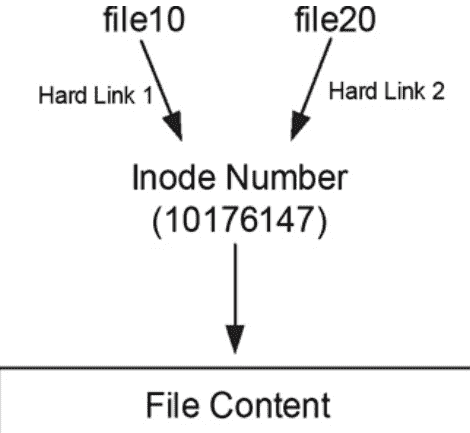 file10 file20
Hard Link 1 Hard Link 2
Inode Number
(10176147)
File Content